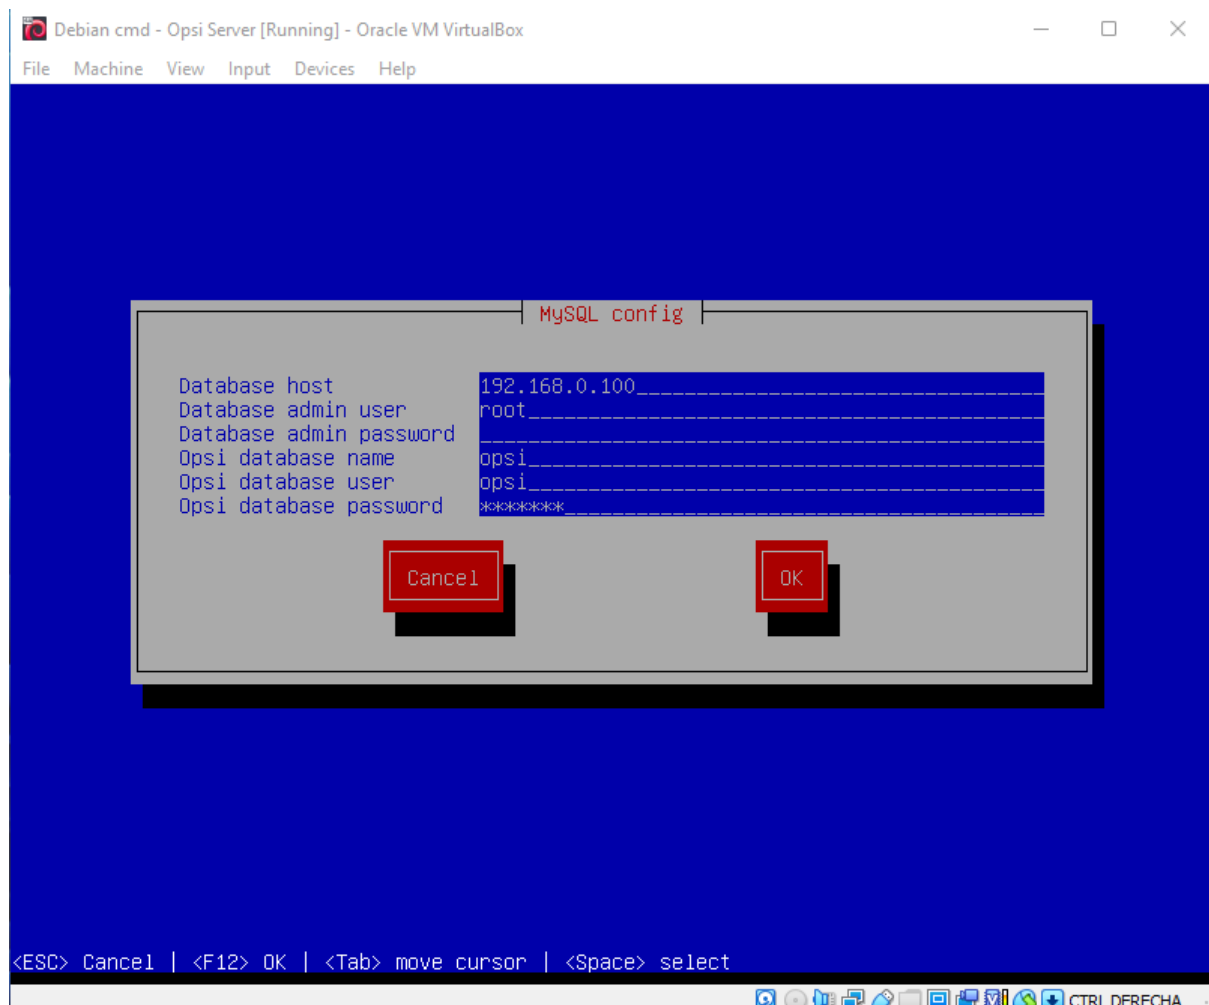 Debian cmd - Opsi Server [Running] - Oracle VM VirtualBox
File Machine View Input Devices Help
MySQL config
Database host 192.168.0.100
Database admin user root
Database admin password
Opsi database name opsi
Opsi database user opsi
Opsi database password *******
Cancel OK
<ESC> Cancel | <F12> OK | <Tab> move cursor | <Space> select
CTRL DERECHA